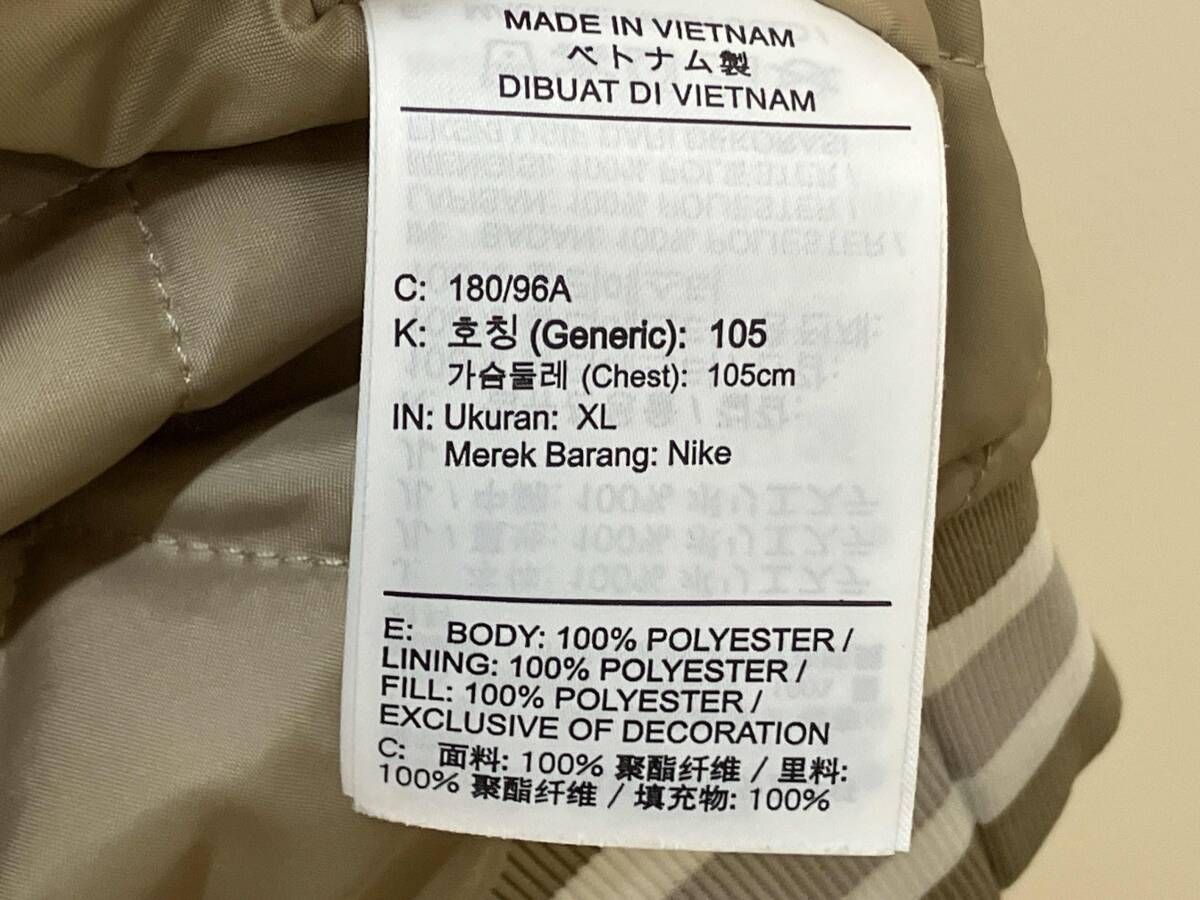 MADE IN VIETNAM
ベトナム製
DIBUAT DI VIETNAM
C: 180/96A
K: 호칭 (Generic): 105
가슴둘레 (Chest): 105cm
IN: Ukuran: XL
Merek Barang: Nike
E: BODY: 100% POLYESTER /
LINING: 100% POLYESTER /
FILL: 100% POLYESTER /
EXCLUSIVE OF DECORATION
C: 面料: 100% 聚酯纤维 / 里料:
100% 聚酯纤维 / 填充物: 100%